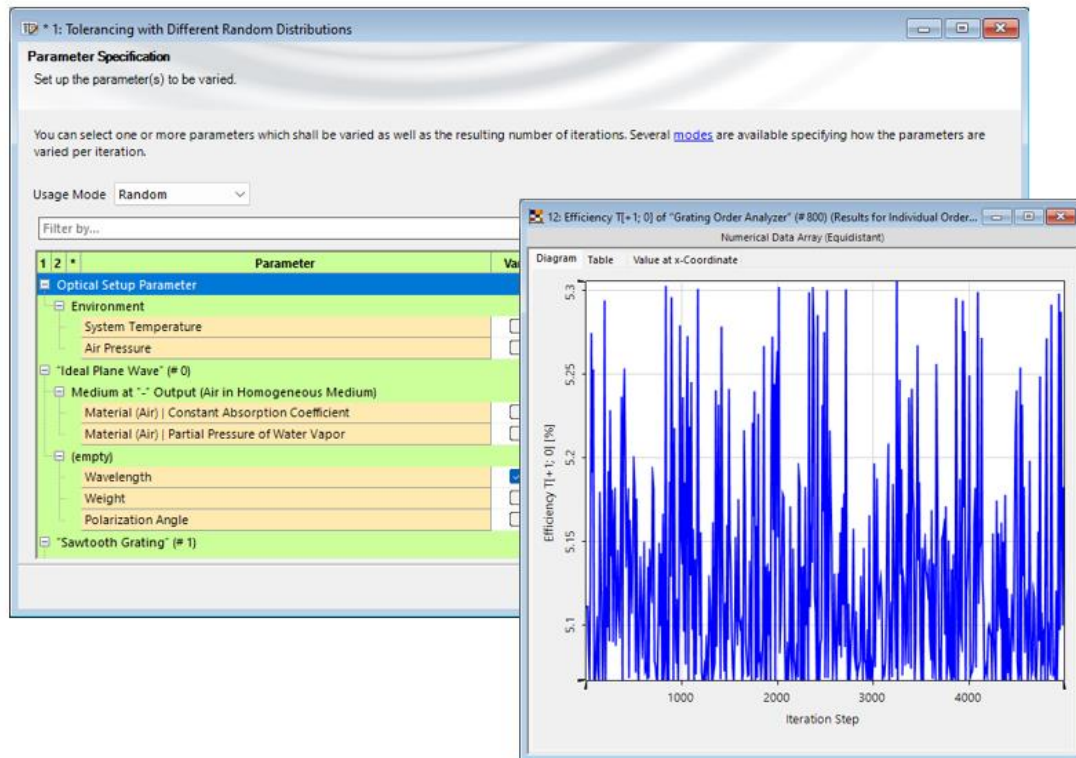 * 1: Tolerancing with Different Random Distributions
Parameter Specification
Set up the parameter(s) to be varied.
You can select one or more parameters which shall be varied as well as the resulting number of iterations. Several modes are available specifying how the parameters are
varied per iteration.
Usage Mode Random
Filter by...
1 2 * Parameter Va
Optical Setup Parameter
Environment
System Temperature
Air Pressure
"Ideal Plane Wave" (# 0)
Medium at "-" Output (Air in Homogeneous Medium)
Material (Air) | Constant Absorption Coefficient
Material (Air) | Partial Pressure of Water Vapor
(empty)
Wavelength
Weight
Polarization Angle
"Sawtooth Grating" (# 1)
12: Efficiency T[+1; 0] of "Grating Order Analyzer" (# 800) (Results for Individual Order...
Numerical Data Array (Equidistant)
Diagram Table Value at x-Coordinate
Efficiency T[+1; 0] [%]
5.3
5.25
5.2
5.15
5.1
1000 2000 3000 4000
Iteration Step